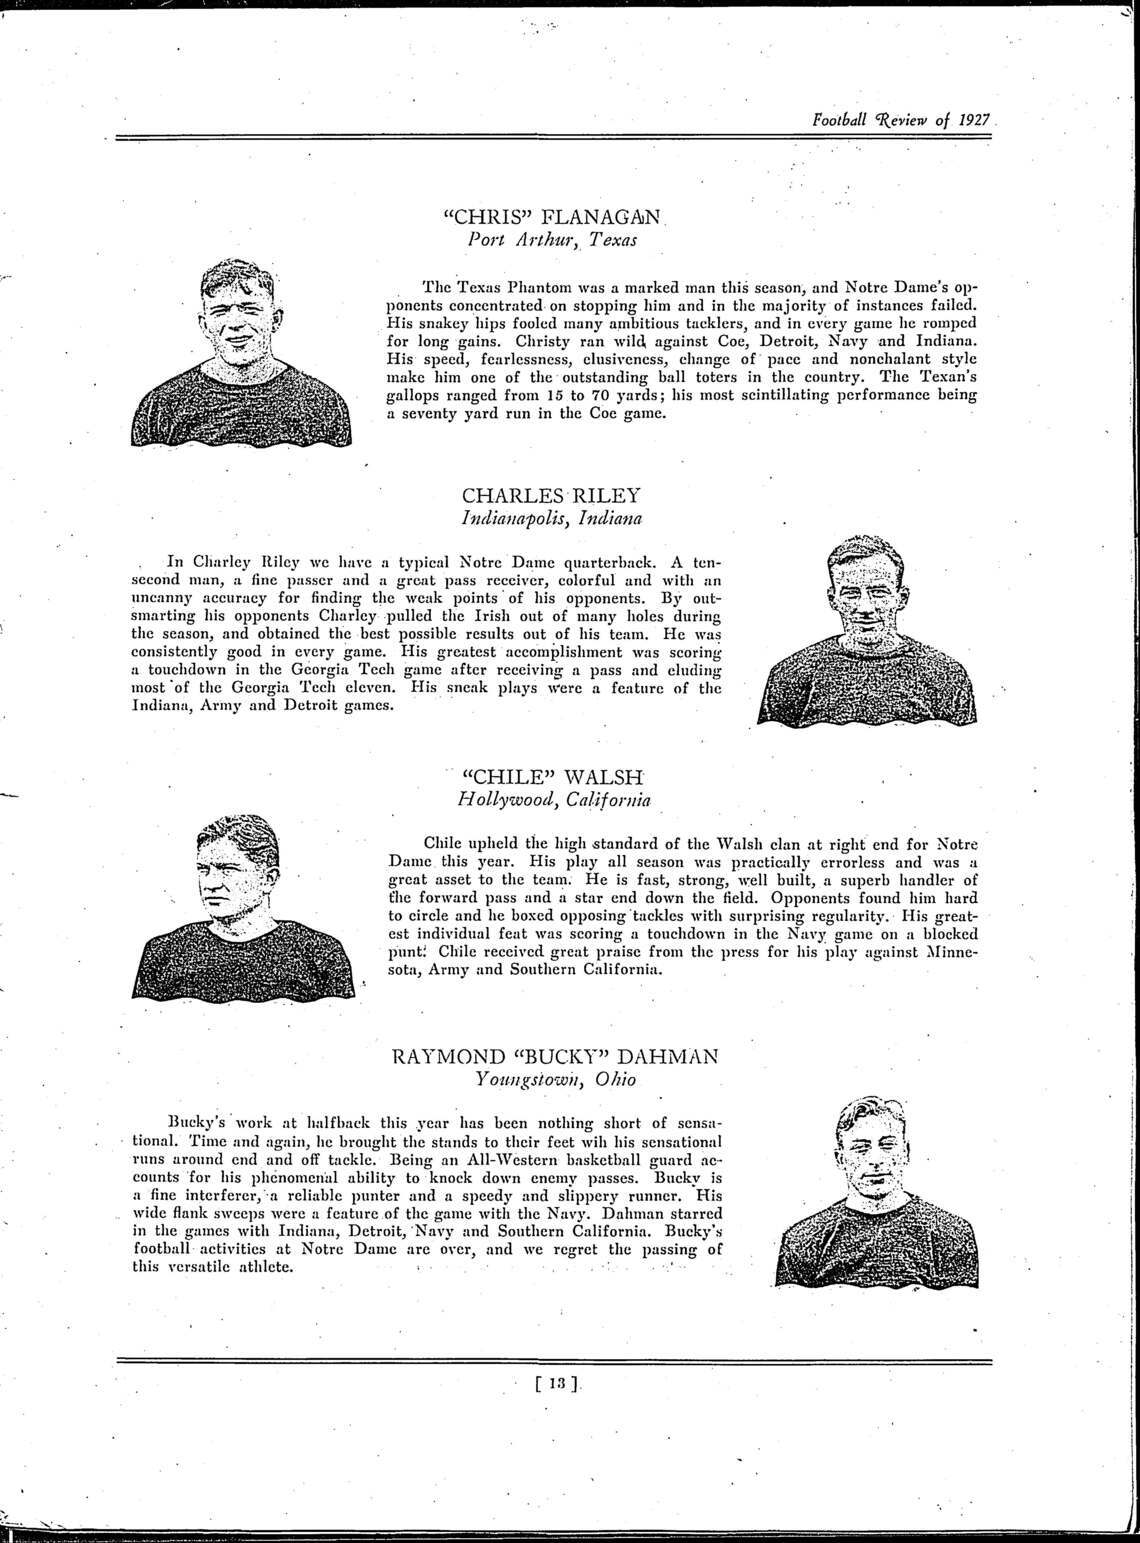 Football Review of 1927
“CHRIS” FLANAGAN
Port Arthur, Texas
The Texas Phantom was a marked man this season, and Notre Dame’s op-
ponents concentrated on stopping him and in the majority of instances failed.
His snakey hips fooled many ambitious tacklers, and in every game he romped
for long gains. Christy ran wild against Coe, Detroit, Navy and Indiana.
His speed, fearlessness, elusiveness, change of pace and nonchalant style
make him one of the outstanding ball toters in the country. The Texan’s
gallops ranged from 15 to 70 yards; his most scintillating performance being
a seventy yard run in the Coe game.
CHARLES RILEY
Indianapolis, Indiana
In Charley Riley we have a typical Notre Dame quarterback. A ten-
second man, a fine passer and a great pass receiver, colorful and with an
uncanny accuracy for finding the weak points of his opponents. By out-
smarting his opponents Charley pulled the Irish out of many holes during
the season, and obtained the best possible results out of his team. He was
consistently good in every game. His greatest accomplishment was scoring
a touchdown in the Georgia Tech game after receiving a pass and eluding
most of the Georgia Tech eleven. His sneak plays were a feature of the
Indiana, Army and Detroit games.
“CHILE” WALSH
Hollywood, California
Chile upheld the high standard of the Walsh clan at right end for Notre
Dame this year. His play all season was practically errorless and was a
great asset to the team. He is fast, strong, well built, a superb handler of
the forward pass and a star end down the field. Opponents found him hard
to circle and he boxed opposing tackles with surprising regularity. His great-
est individual feat was scoring a touchdown in the Navy game on a blocked
punt. Chile received great praise from the press for his play against Minne-
sota, Army and Southern California.
RAYMOND “BUCKY” DAHMAN
Youngstown, Ohio
Bucky’s work at halfback this year has been nothing short of sensa-
tional. Time and again, he brought the stands to their feet wih his sensational
runs around end and off tackle. Being an All-Western basketball guard ac-
counts for his phenomenal ability to knock down enemy passes. Bucky is
a fine interferer, a reliable punter and a speedy and slippery runner. His
wide flank sweeps were a feature of the game with the Navy. Dahman starred
in the games with Indiana, Detroit, Navy and Southern California. Bucky’s
football activities at Notre Dame are over, and we regret the passing of
this versatile athlete.
[ 13 ]